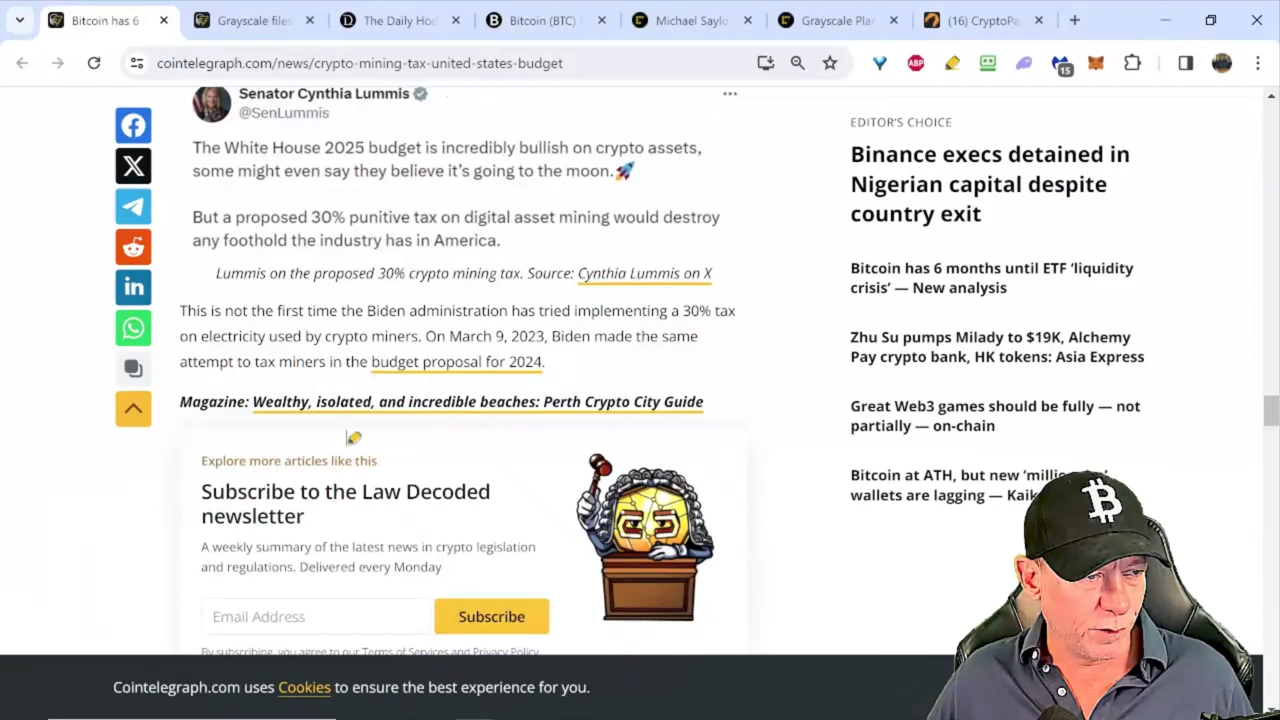 Bitcoin has 6
Grayscale files
The Daily Hod
Bitcoin (BTC)
Michael Saylo
Grayscale Plan
(16) CryptoPa
cointelegraph.com/news/crypto-mining-tax-united-states-budget
ABP
15
Senator Cynthia Lummis
@SenLummis
The White House 2025 budget is incredibly bullish on crypto assets,
some might even say they believe it's going to the moon.🚀
But a proposed 30% punitive tax on digital asset mining would destroy
any foothold the industry has in America.
Lummis on the proposed 30% crypto mining tax. Source: Cynthia Lummis on X
This is not the first time the Biden administration has tried implementing a 30% tax
on electricity used by crypto miners. On March 9, 2023, Biden made the same
attempt to tax miners in the budget proposal for 2024.
Magazine: Wealthy, isolated, and incredible beaches: Perth Crypto City Guide
Explore more articles like this
Subscribe to the Law Decoded
newsletter
A weekly summary of the latest news in crypto legislation
and regulations. Delivered every Monday
Email Address
Subscribe
By subscribing, you agree to our Terms of Services and Privacy Policy
EDITOR'S CHOICE
Binance execs detained in
Nigerian capital despite
country exit
Bitcoin has 6 months until ETF 'liquidity
crisis' — New analysis
Zhu Su pumps Milady to $19K, Alchemy
Pay crypto bank, HK tokens: Asia Express
Great Web3 games should be fully — not
partially — on-chain
Bitcoin at ATH, but new
wallets are lagging — Kaik
Cointelegraph.com uses Cookies to ensure the best experience for you.